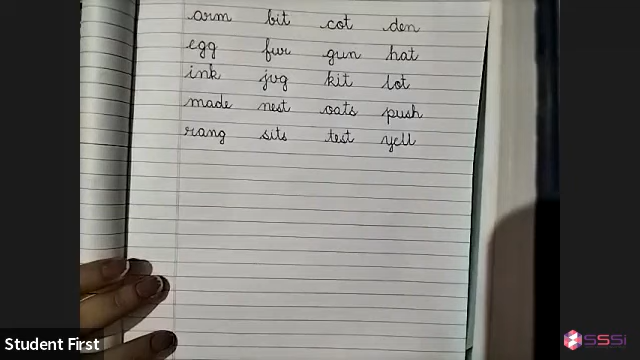 arm bit cot den
egg fur gun hat
ink jug kit lot
made nest oats push
rang sits test yell
Student First
SSSi